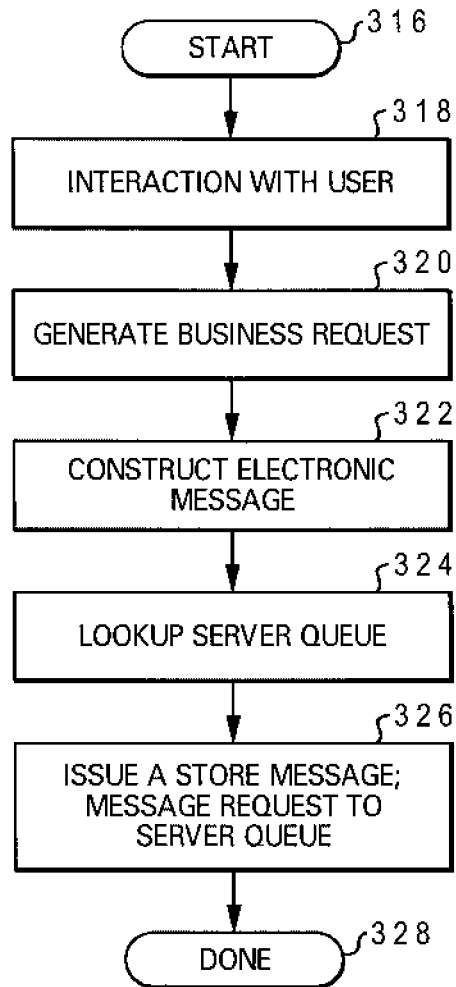 316
START
318
INTERACTION WITH USER
320
GENERATE BUSINESS REQUEST
322
CONSTRUCT ELECTRONIC
MESSAGE
324
LOOKUP SERVER QUEUE
326
ISSUE A STORE MESSAGE;
MESSAGE REQUEST TO
SERVER QUEUE
328
DONE